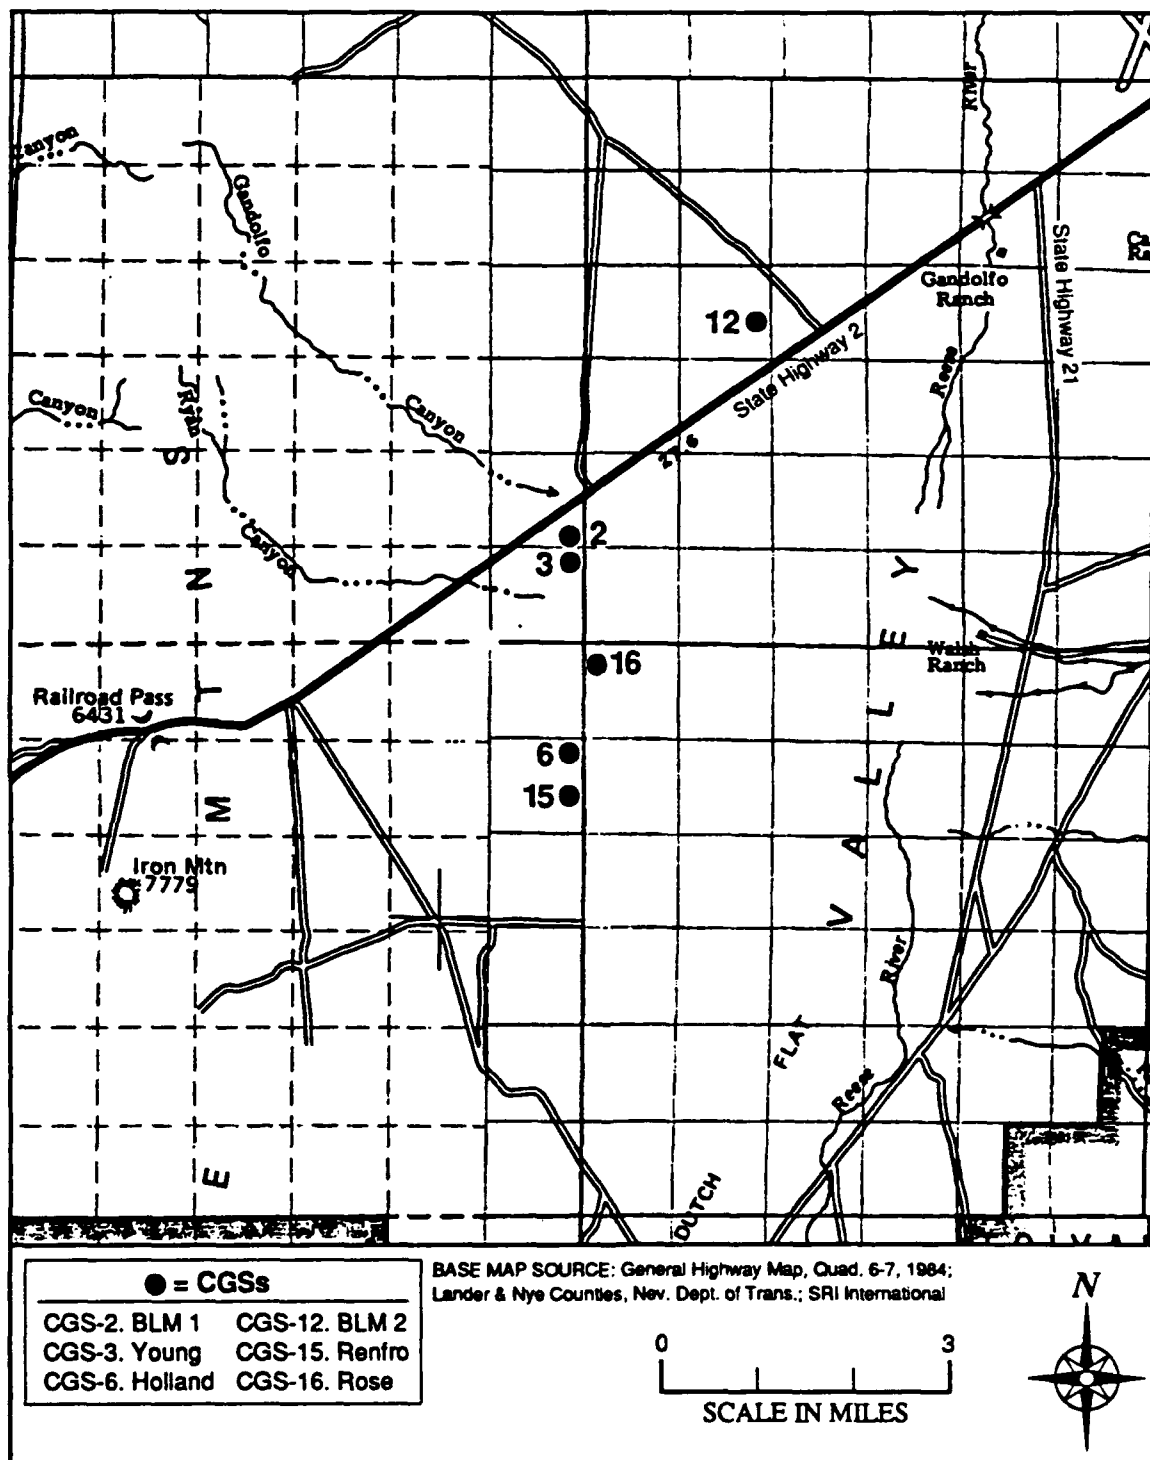 Canyon
Gandolfo
River
State Highway 21
Gandolfo
Ranch
12
State Highway 2
27.6
Reese
Canyon
Ryan
Canyon
S
Canyon
2
3
N
Y
E
Walsh
Ranch
16
Railroad Pass
6431
T
L
6
L
15
M
A
Iron Mtn
7779
V
River
FLAT
Reese
E
DUTCH
● = CGSs
CGS-2. BLM 1 CGS-12. BLM 2
CGS-3. Young CGS-15. Renfro
CGS-6. Holland CGS-16. Rose
BASE MAP SOURCE: General Highway Map, Quad. 6-7, 1984;
Lander & Nye Counties, Nev. Dept. of Trans.; SRI International
0 3
SCALE IN MILES
N